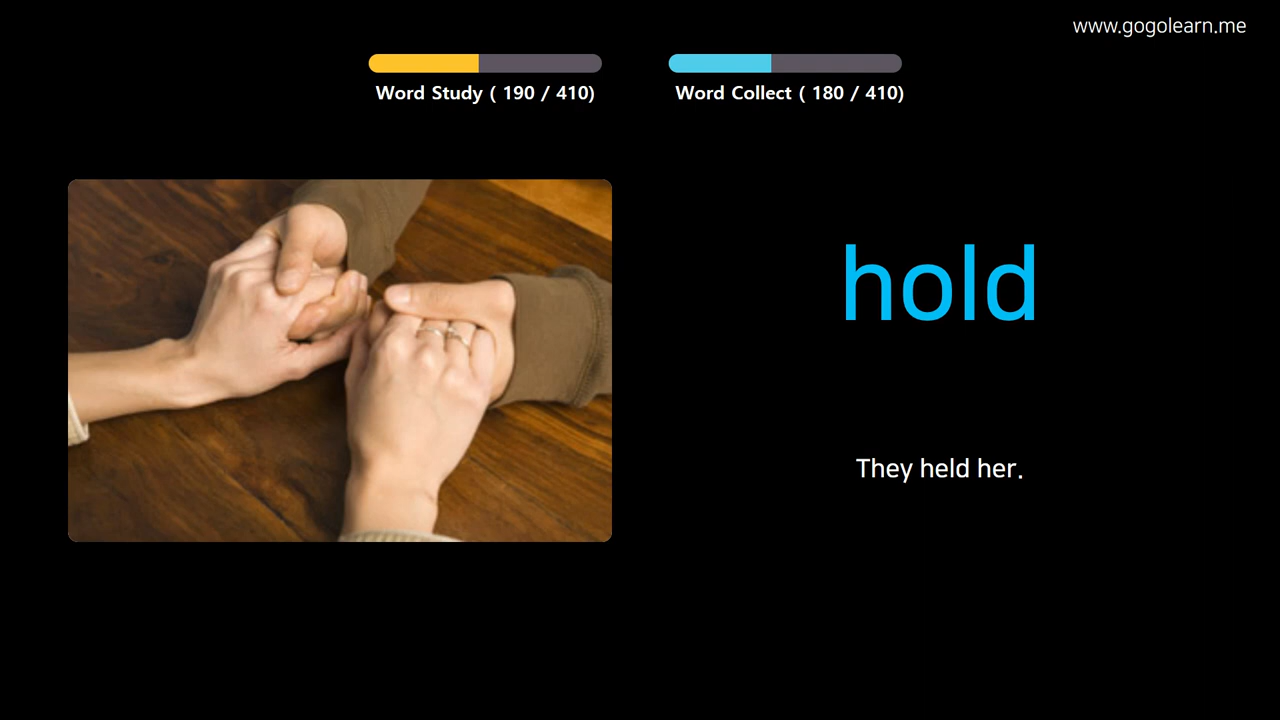 www.gogolearn.me
Word Study ( 190 / 410)
Word Collect ( 180 / 410)
hold
They held her.